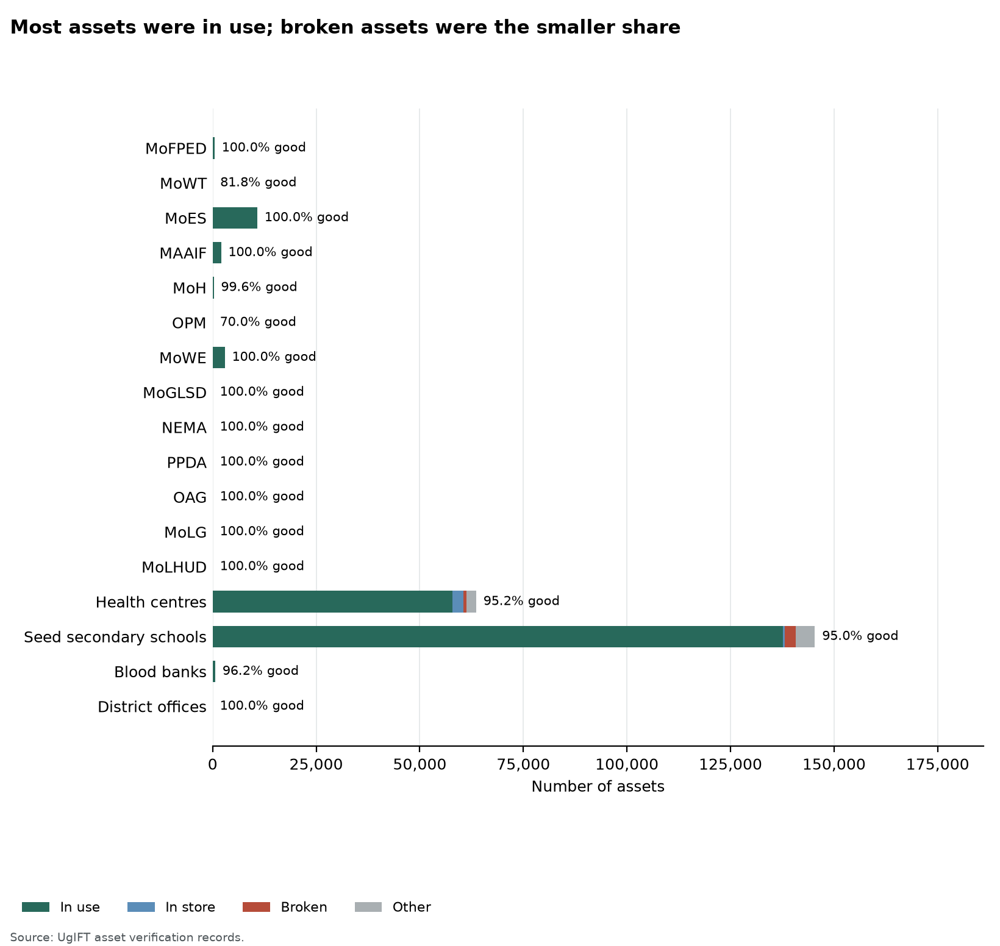 Most assets were in use; broken assets were the smaller share
MoFPED 100.0% good
MoWT 81.8% good
MoES 100.0% good
MAAIF 100.0% good
MoH 99.6% good
OPM 70.0% good
MoWE 100.0% good
MoGLSD 100.0% good
NEMA 100.0% good
PPDA 100.0% good
OAG 100.0% good
MoLG 100.0% good
MoLHUD 100.0% good
Health centres 95.2% good
Seed secondary schools 95.0% good
Blood banks 96.2% good
District offices 100.0% good
0 25,000 50,000 75,000 100,000 125,000 150,000 175,000
Number of assets
In use In store Broken Other
Source: UgIFT asset verification records.